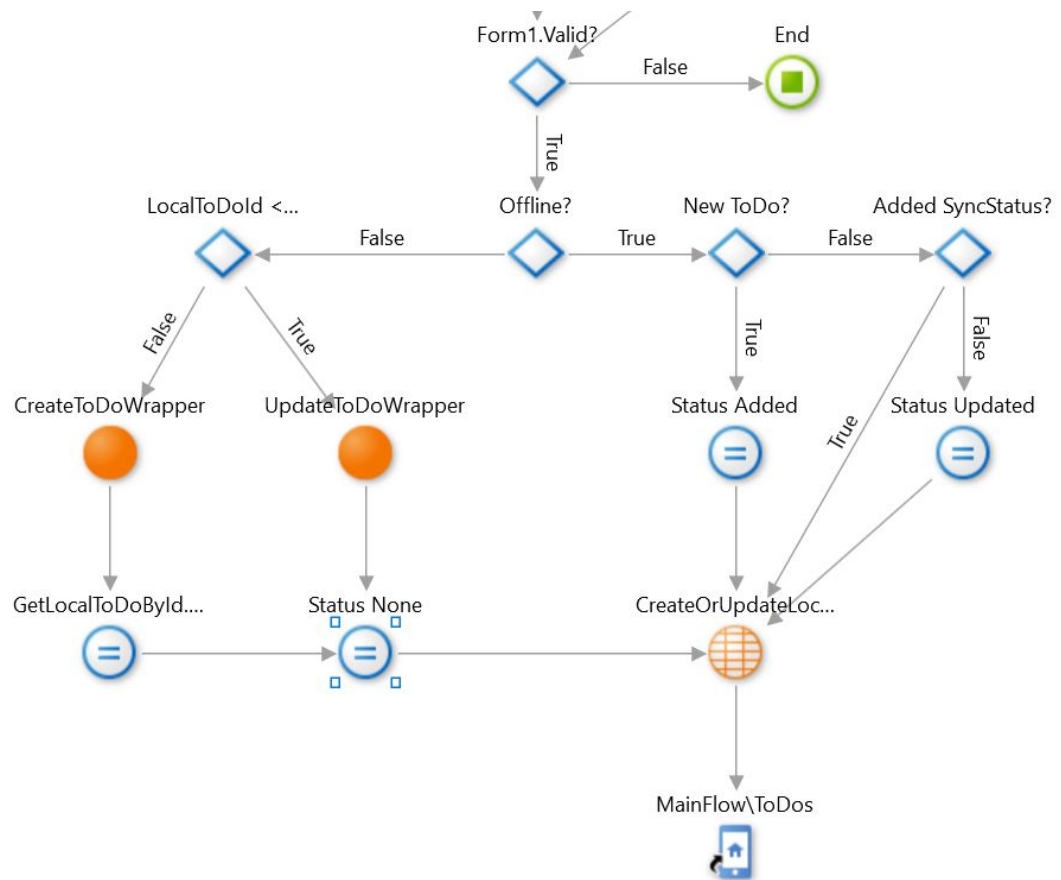 Form1.Valid?
End
False
True
LocalToDoId <...
Offline?
New ToDo?
Added SyncStatus?
False
True
False
False
True
True
False
True
CreateToDoWrapper
UpdateToDoWrapper
Status Added
Status Updated
GetLocalToDoById....
Status None
CreateOrUpdateLoc...
MainFlow\ToDos